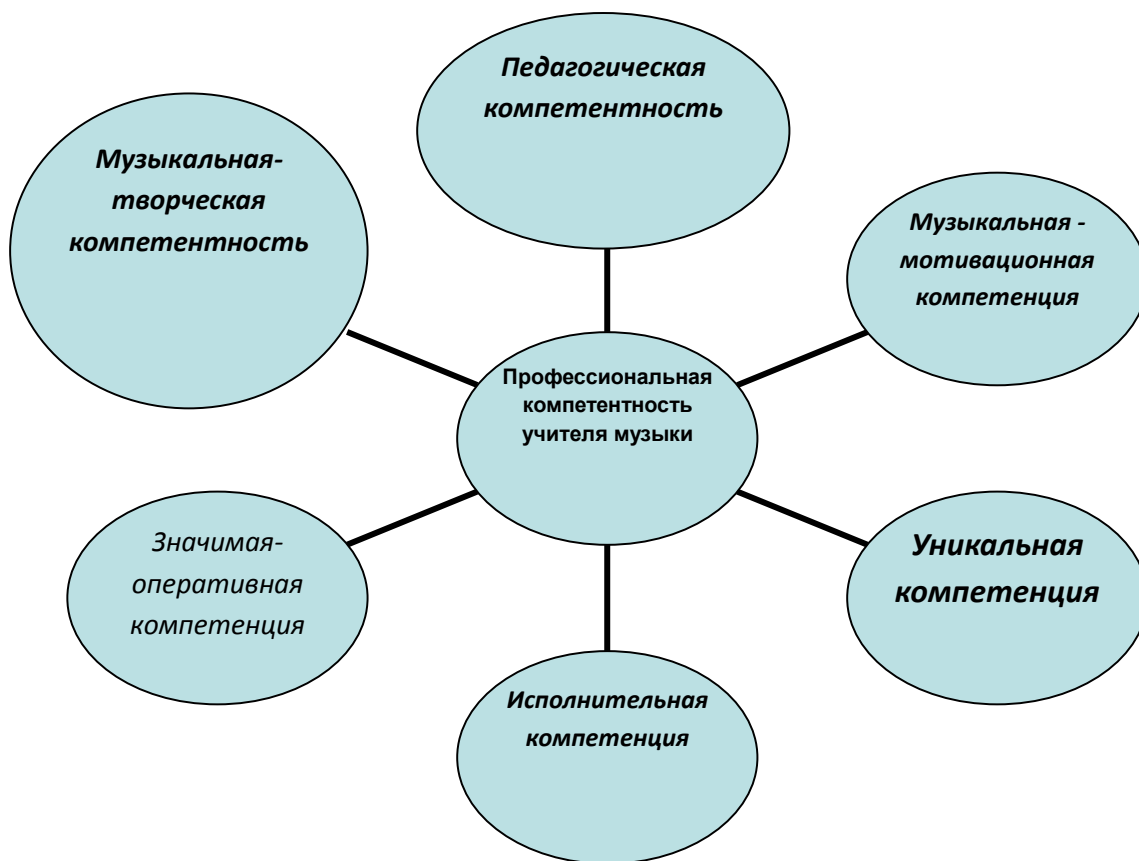 Педагогическая
компетентность
Музыкальная-
творческая
компетентность
Музыкальная -
мотивационная
компетенция
Профессиональная
компетентность
учителя музыки
Значимая-
оперативная
компетенция
Уникальная
компетенция
Исполнительная
компетенция